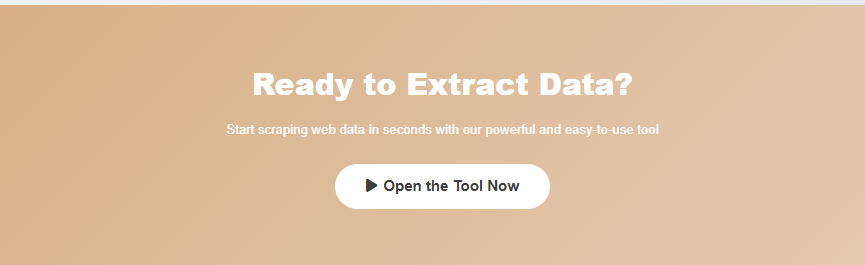 Ready to Extract Data?
Start scraping web data in seconds with our powerful and easy-to-use tool
Open the Tool Now